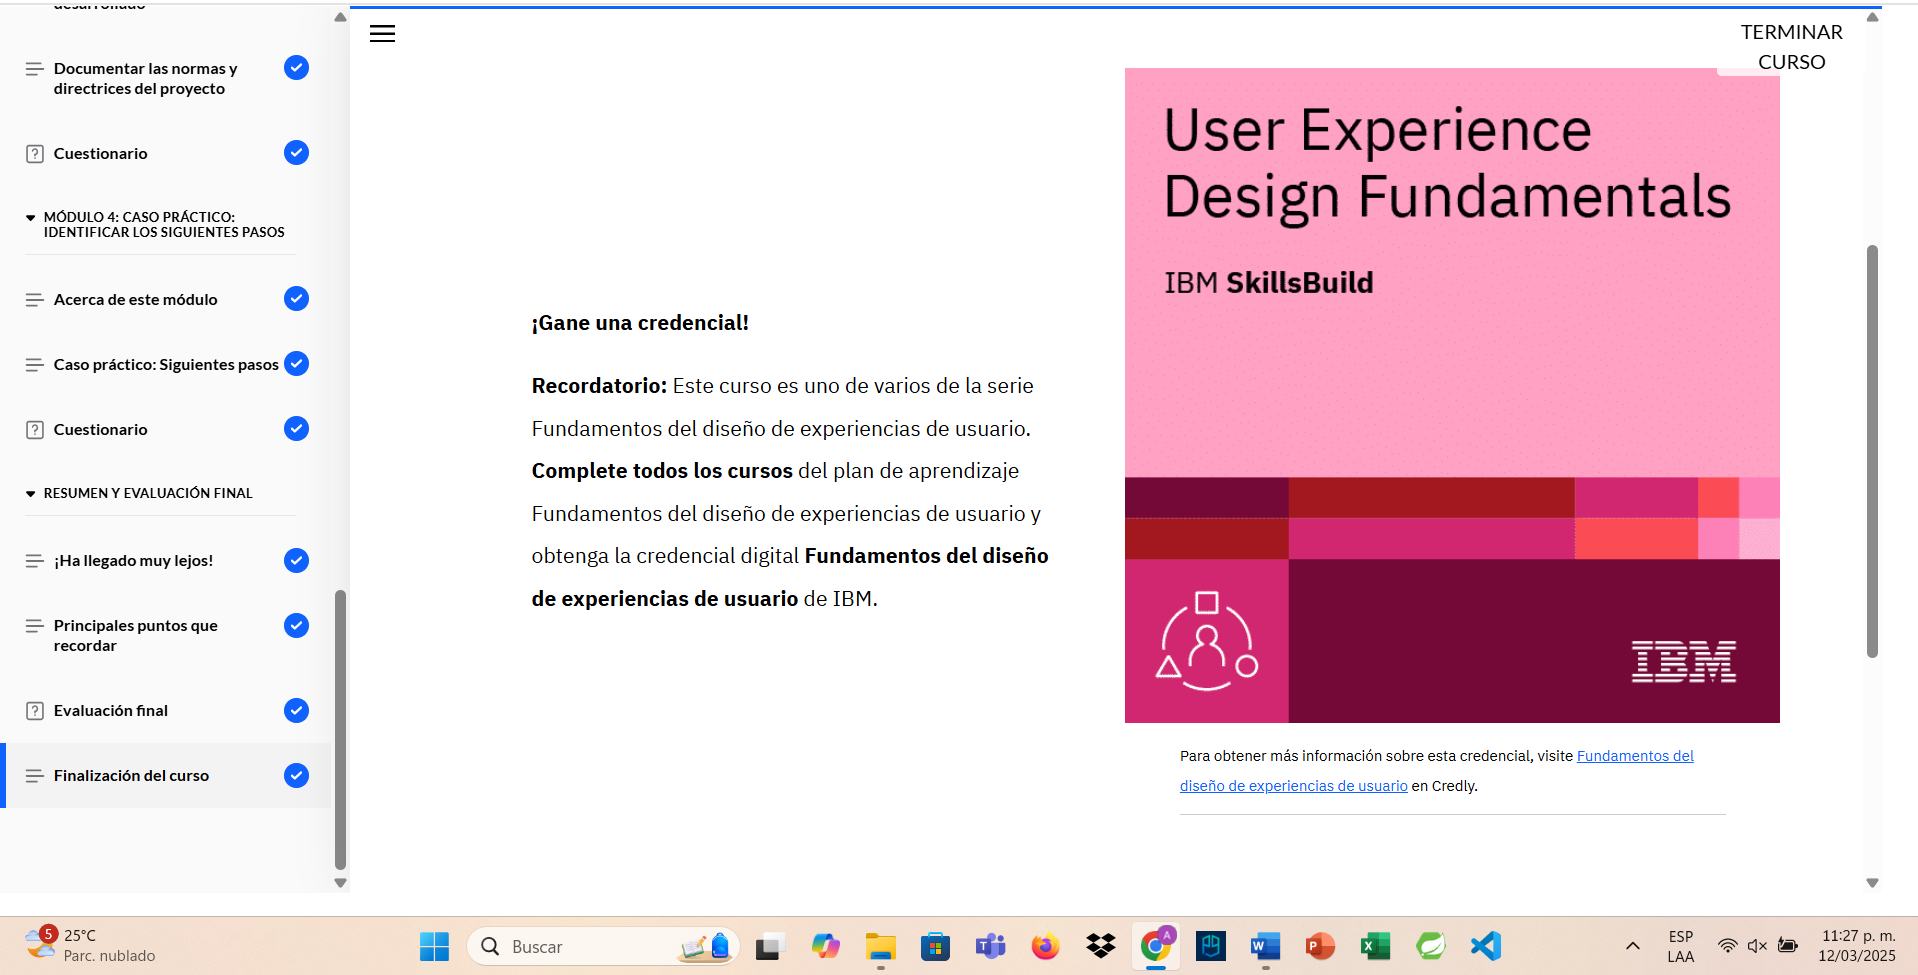 desarrollado
Documentar las normas y
directrices del proyecto
Cuestionario
MÓDULO 4: CASO PRÁCTICO:
IDENTIFICAR LOS SIGUIENTES PASOS
Acerca de este módulo
Caso práctico: Siguientes pasos
Cuestionario
RESUMEN Y EVALUACIÓN FINAL
¡Ha llegado muy lejos!
Principales puntos que
recordar
Evaluación final
Finalización del curso
TERMINAR
CURSO
¡Gane una credencial!
Recordatorio: Este curso es uno de varios de la serie
Fundamentos del diseño de experiencias de usuario.
Complete todos los cursos del plan de aprendizaje
Fundamentos del diseño de experiencias de usuario y
obtenga la credencial digital Fundamentos del diseño
de experiencias de usuario de IBM.
User Experience
Design Fundamentals
IBM SkillsBuild
IBM
Para obtener más información sobre esta credencial, visite Fundamentos del
diseño de experiencias de usuario en Credly.
5
25°C
Parc. nublado
Buscar
A
ESP
LAA
11:27 p. m.
12/03/2025